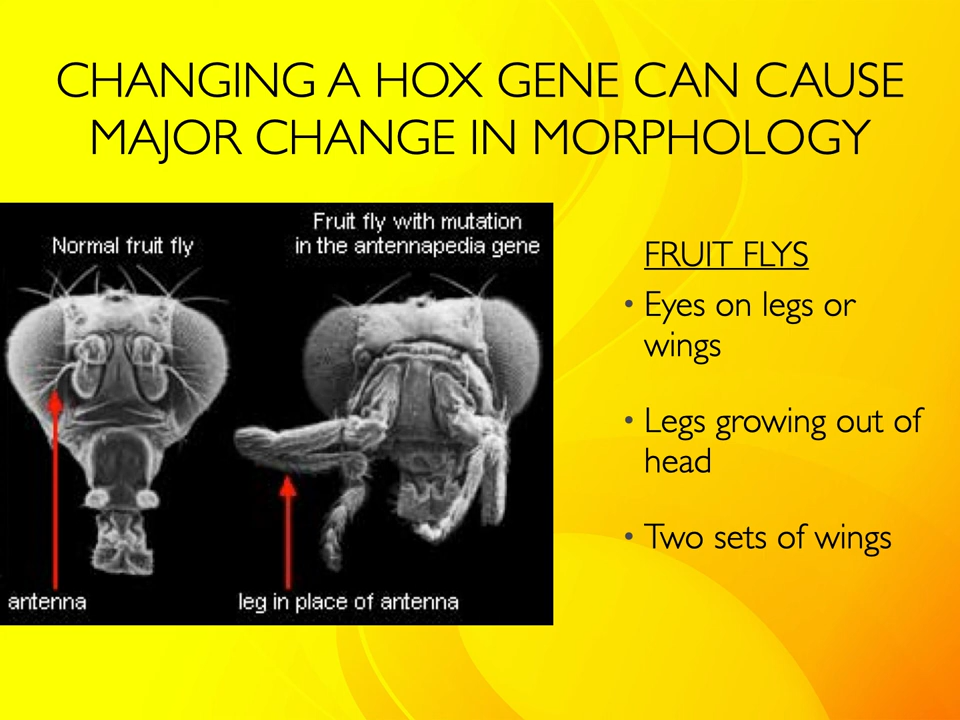 CHANGING A HOX GENE CAN CAUSE
MAJOR CHANGE IN MORPHOLOGY
Normal fruit fly
Fruit fly with mutation
in the antennapedia gene
antenna
leg in place of antenna
FRUIT FLYS
• Eyes on legs or
wings
• Legs growing out of
head
• Two sets of wings